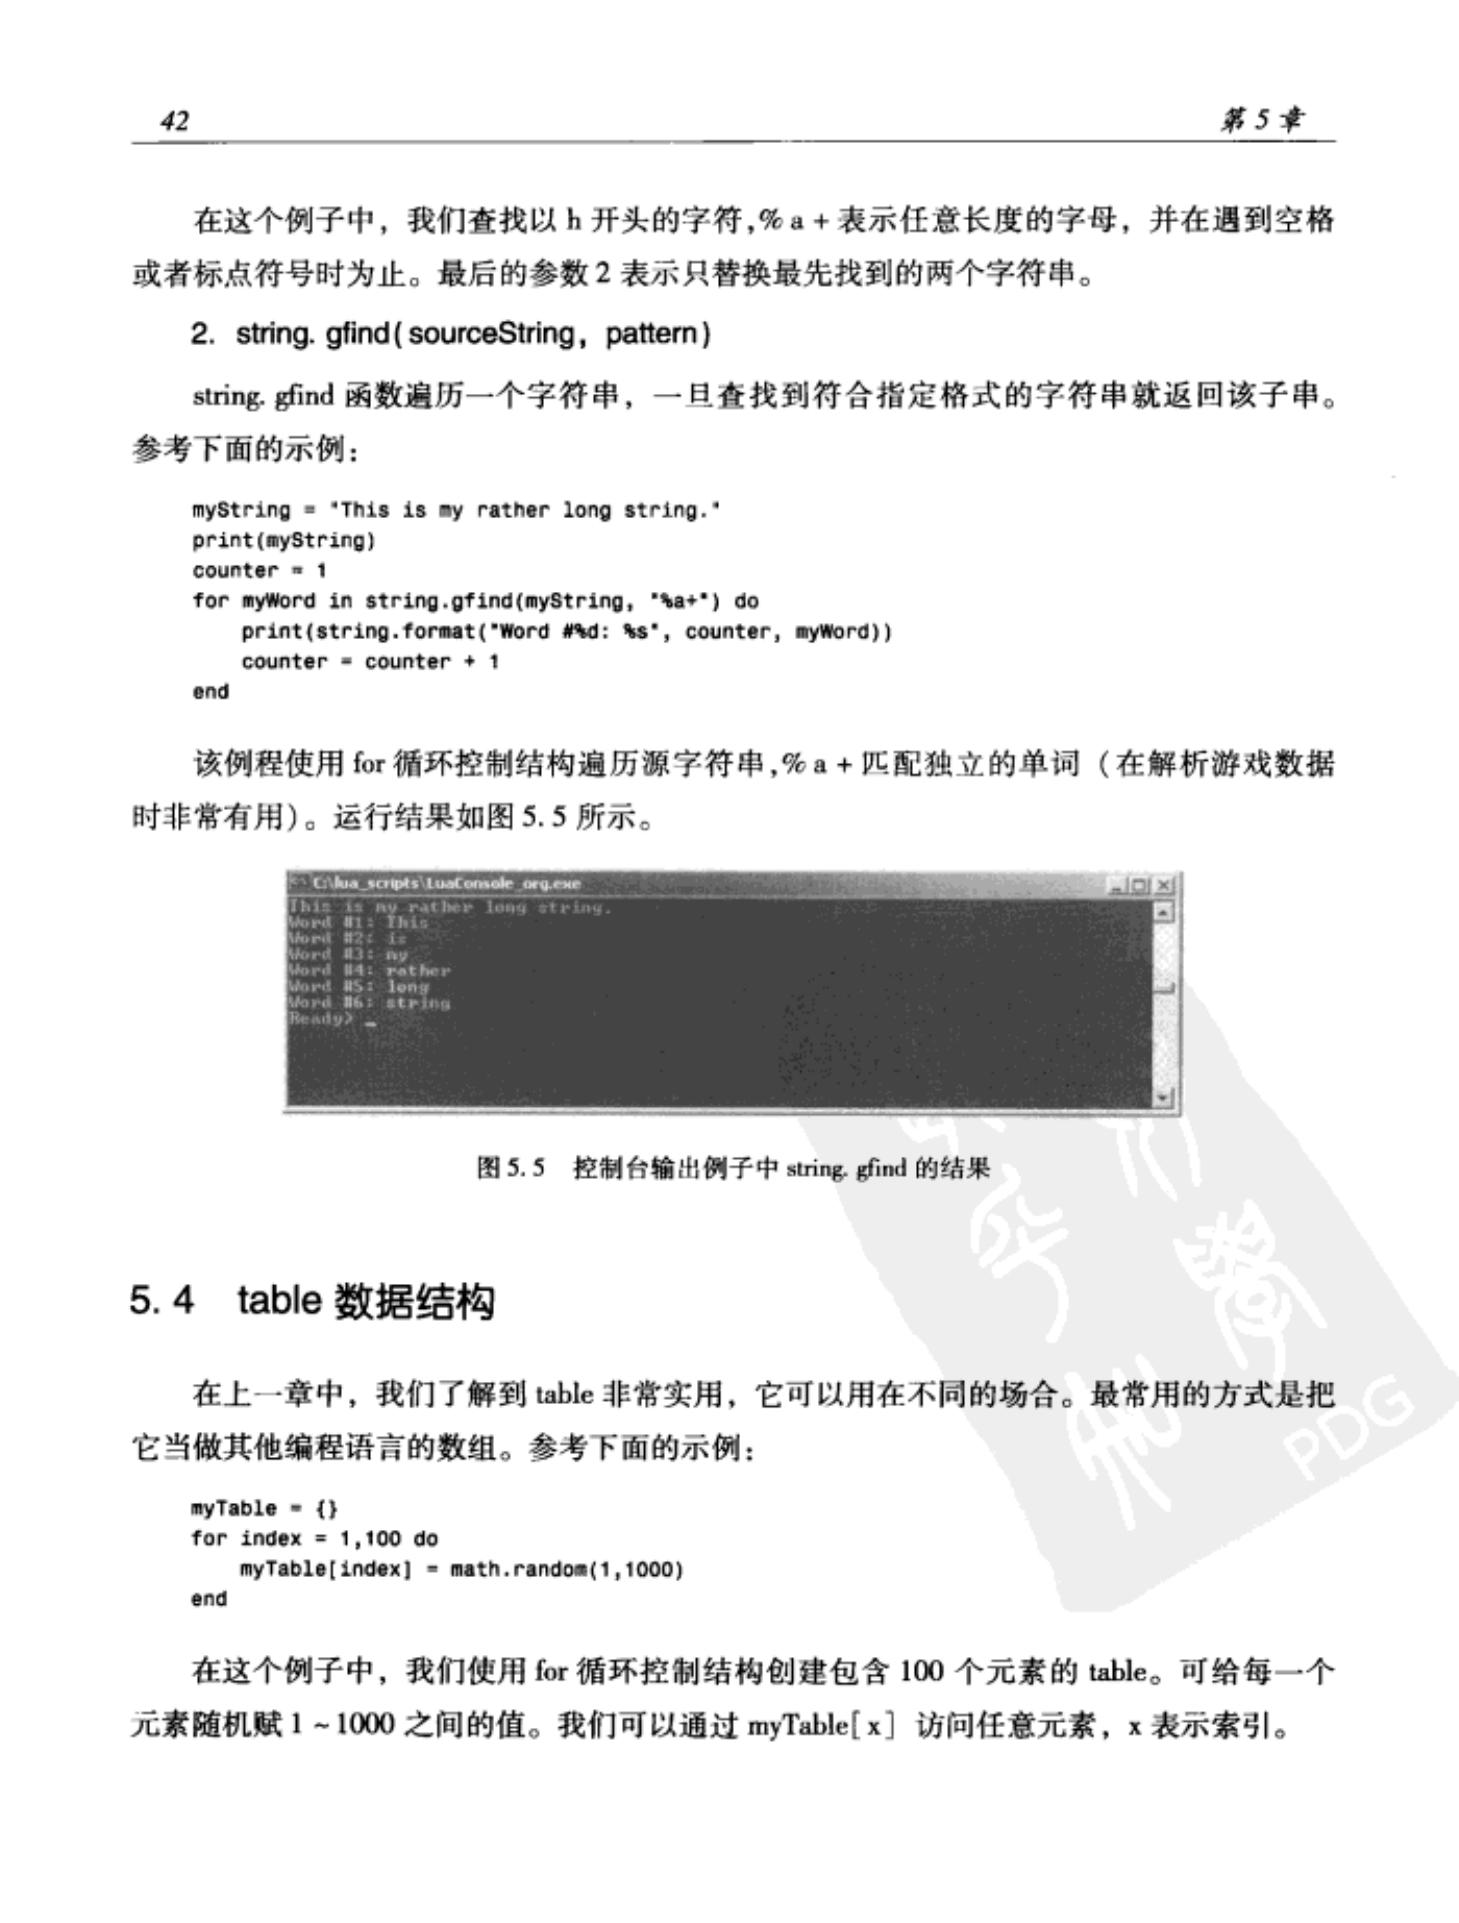 42
第 5 章
在这个例子中，我们查找以 h 开头的字符,% a + 表示任意长度的字母，并在遇到空格
或者标点符号时为止。最后的参数 2 表示只替换最先找到的两个字符串。
2. string. gfind( sourceString, pattern)
string. gfind 函数遍历一个字符串，一旦查找到符合指定格式的字符串就返回该子串。
参考下面的示例：
myString = "This is my rather long string."
print(myString)
counter = 1
for myWord in string.gfind(myString, "%a+") do
    print(string.format("Word #%d: %s", counter, myWord))
    counter = counter + 1
end
该例程使用 for 循环控制结构遍历源字符串,% a + 匹配独立的单词（在解析游戏数据
时非常有用）。运行结果如图 5. 5 所示。
C:\lua_scripts\LuaConsole_org.exe
This is my rather long string.
Word #1: This
Word #2: is
Word #3: my
Word #4: rather
Word #5: long
Word #6: string
Ready> _
图 5. 5 控制台输出例子中 string. gfind 的结果
5. 4 table 数据结构
在上一章中，我们了解到 table 非常实用，它可以用在不同的场合。最常用的方式是把
它当做其他编程语言的数组。参考下面的示例：
myTable = {}
for index = 1,100 do
    myTable[index] = math.random(1,1000)
end
在这个例子中，我们使用 for 循环控制结构创建包含 100 个元素的 table。可给每一个
元素随机赋 1 ~ 1000 之间的值。我们可以通过 myTable[ x ] 访问任意元素，x 表示索引。
PDG